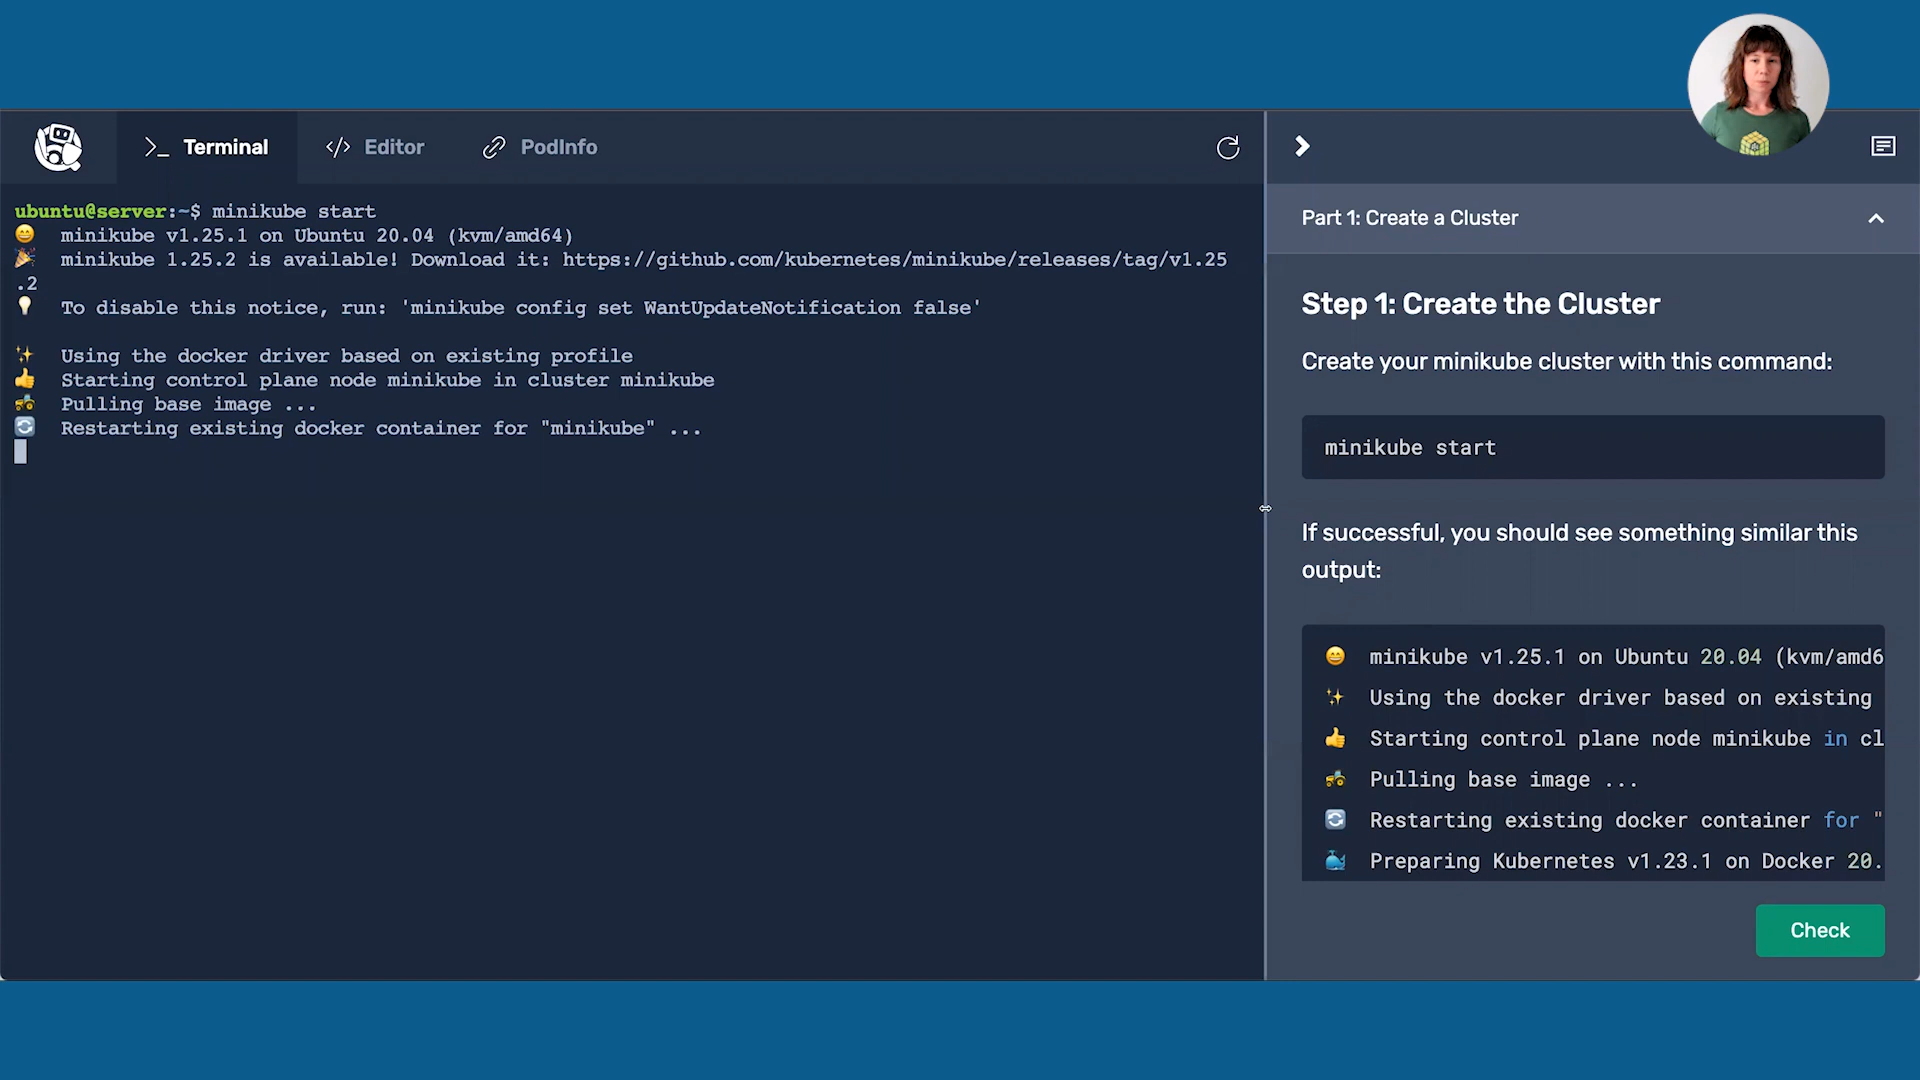 Terminal
Editor
PodInfo
ubuntu@server:~$ minikube start
😄 minikube v1.25.1 on Ubuntu 20.04 (kvm/amd64)
🎉 minikube 1.25.2 is available! Download it: https://github.com/kubernetes/minikube/releases/tag/v1.25
.2
💡 To disable this notice, run: 'minikube config set WantUpdateNotification false'
✨ Using the docker driver based on existing profile
👍 Starting control plane node minikube in cluster minikube
🚜 Pulling base image ...
🔄 Restarting existing docker container for "minikube" ...
Part 1: Create a Cluster
Step 1: Create the Cluster
Create your minikube cluster with this command:
minikube start
If successful, you should see something similar this
output:
😄 minikube v1.25.1 on Ubuntu 20.04 (kvm/amd6
✨ Using the docker driver based on existing
👍 Starting control plane node minikube in cl
🚜 Pulling base image ...
🔄 Restarting existing docker container for "
🐳 Preparing Kubernetes v1.23.1 on Docker 20.
Check